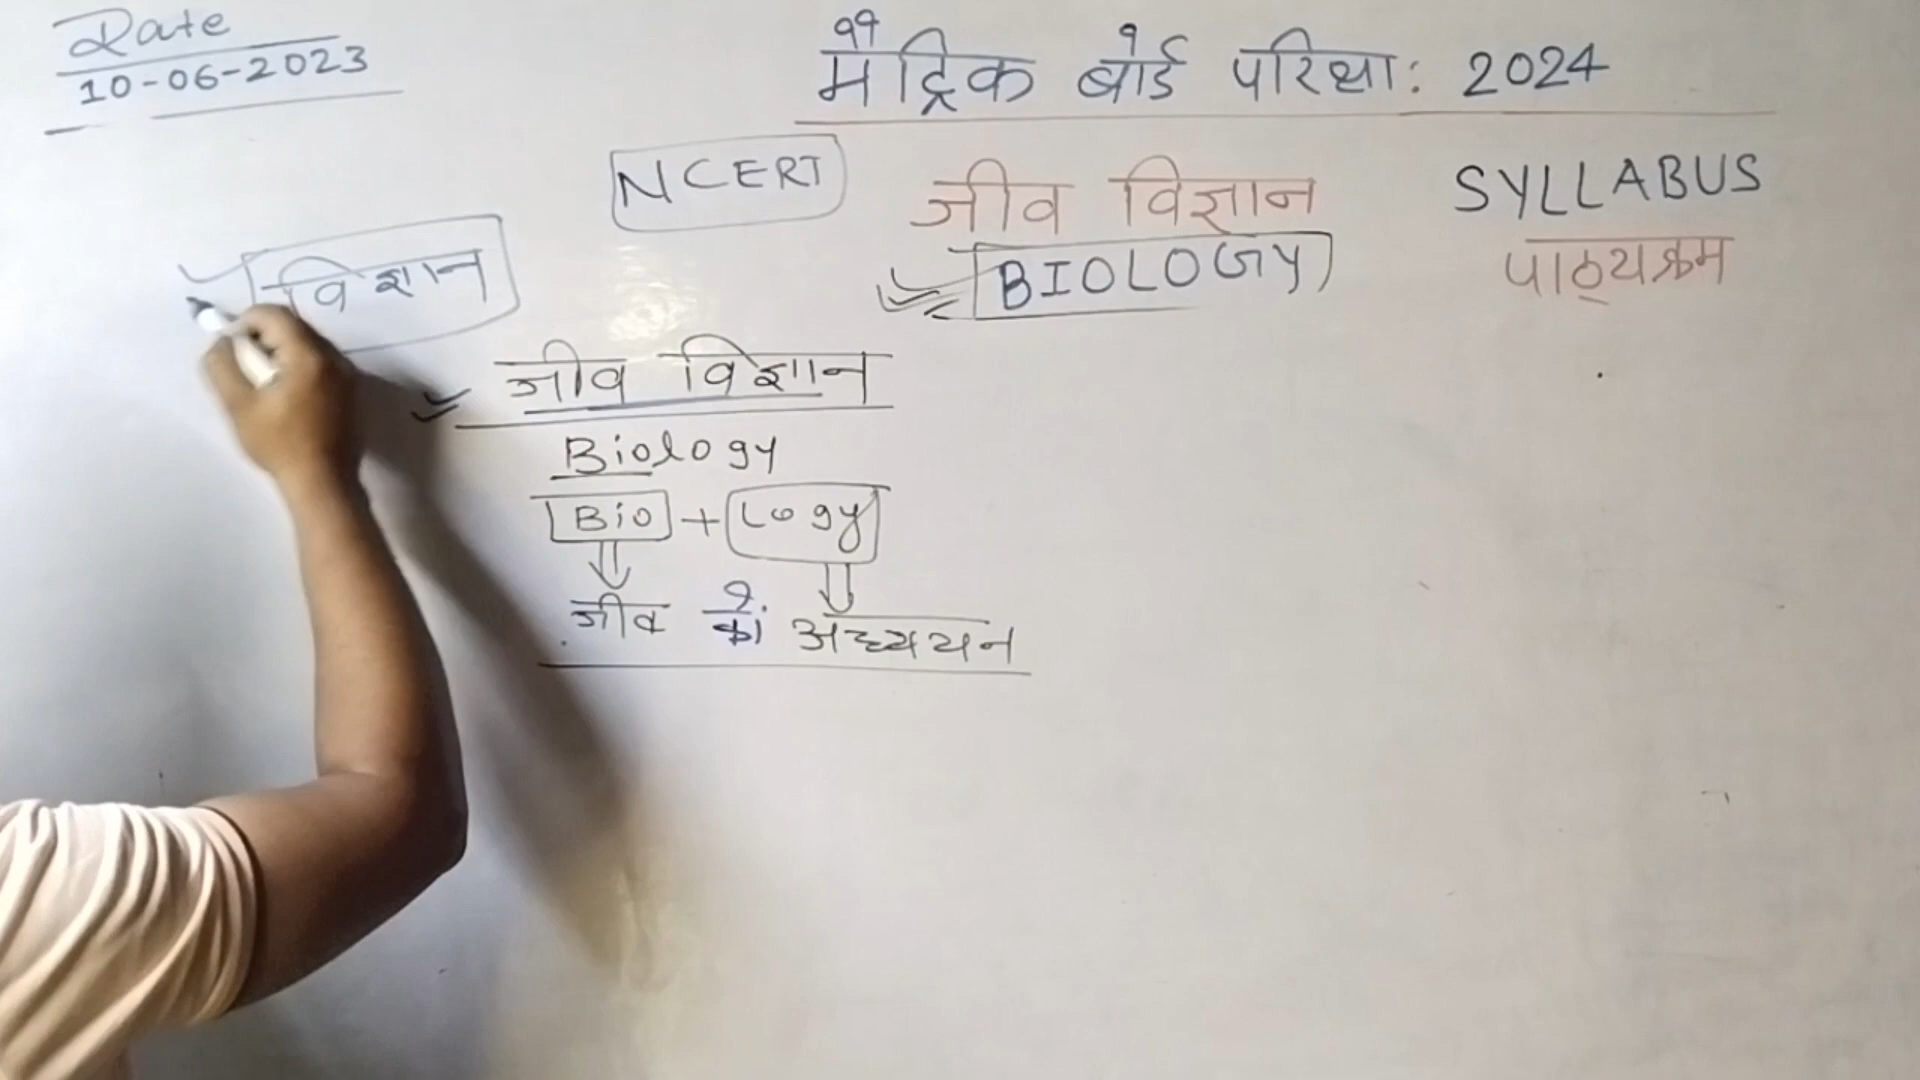 Date
10-06-2023
मैट्रिक बोर्ड परिक्षा: 2024
NCERT
जीव विज्ञान
SYLLABUS
BIOLOGY
पाठ्यक्रम
विज्ञान
जीव विज्ञान
Biology
Bio + Logy
जीव का अध्ययन